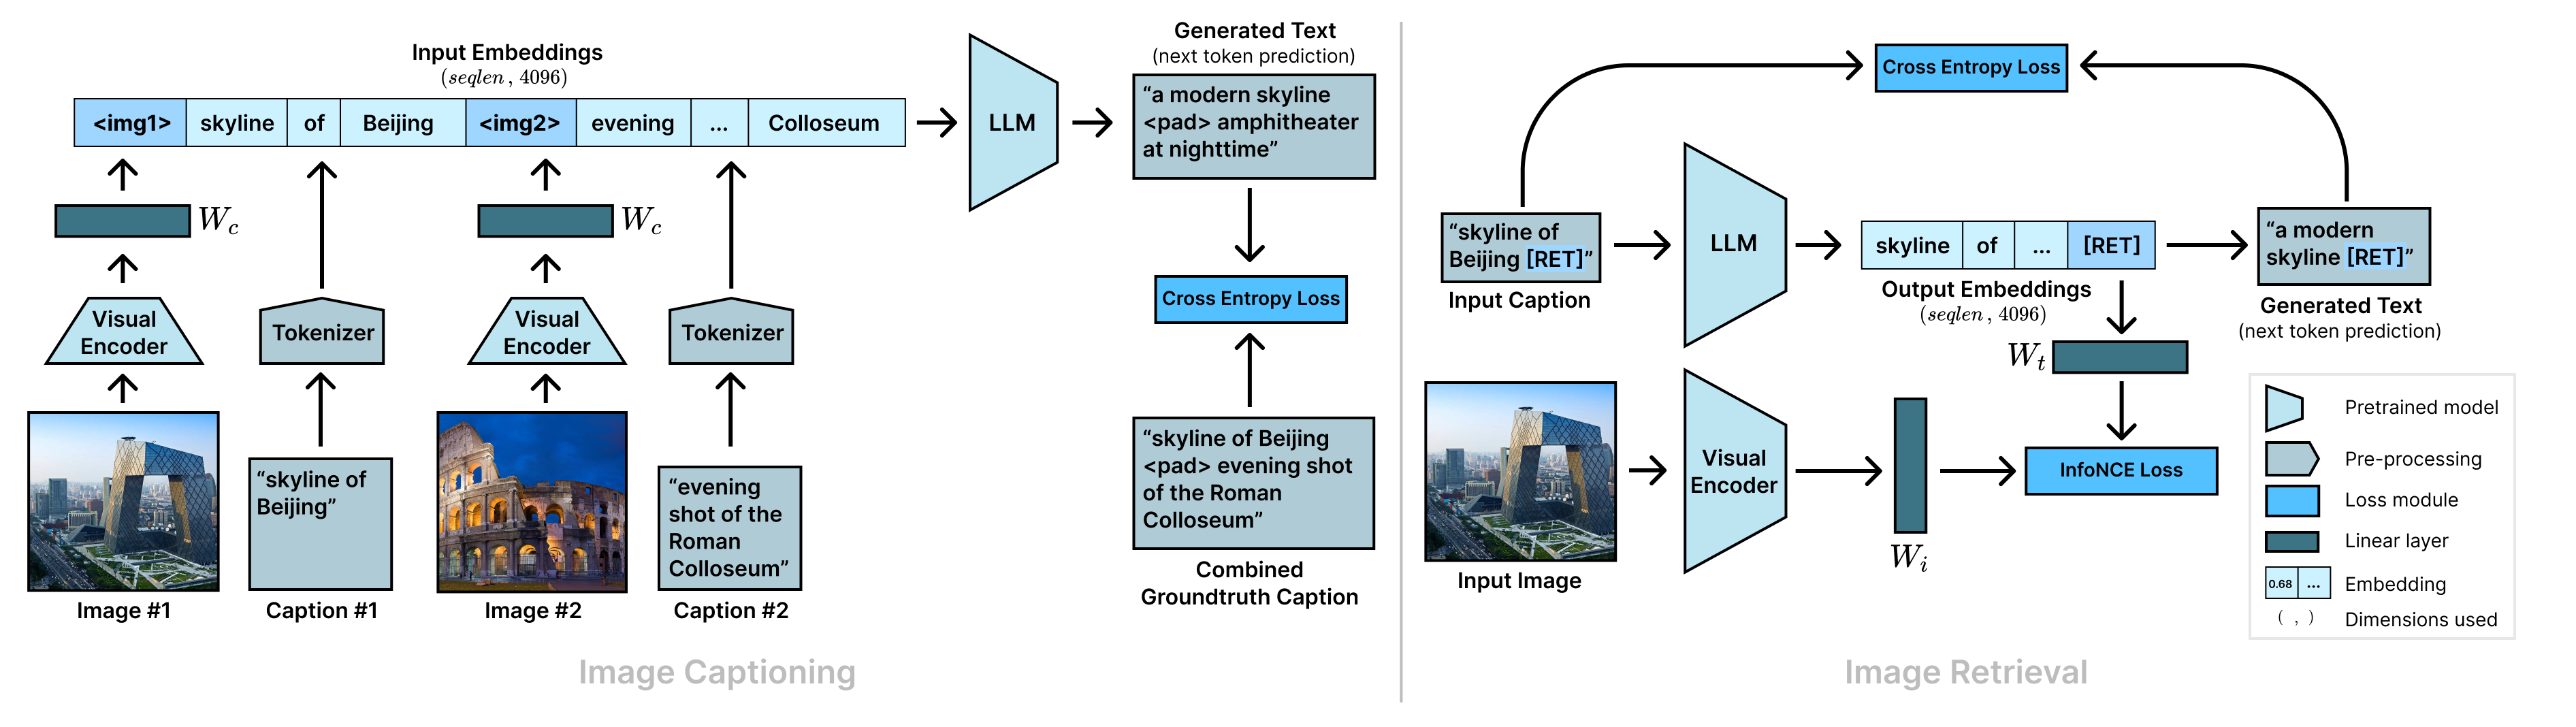 Input Embeddings
(seqlen , 4096)
<img1> skyline of Beijing <img2> evening ... Colloseum
W_c
W_c
Visual
Encoder
Tokenizer
Visual
Encoder
Tokenizer
“skyline of
Beijing”
“evening
shot of the
Roman
Colloseum”
Image #1
Caption #1
Image #2
Caption #2
LLM
Generated Text
(next token prediction)
“a modern skyline
<pad> amphitheater
at nighttime”
Cross Entropy Loss
“skyline of Beijing
<pad> evening shot
of the Roman
Colloseum”
Combined
Groundtruth Caption
Image Captioning
Cross Entropy Loss
“skyline of
Beijing [RET]”
Input Caption
LLM
skyline of ... [RET]
Output Embeddings
(seqlen , 4096)
“a modern
skyline [RET]”
Generated Text
(next token prediction)
W_t
Input Image
Visual
Encoder
W_i
InfoNCE Loss
Pretrained model
Pre-processing
Loss module
Linear layer
0.68 ... Embedding
( , ) Dimensions used
Image Retrieval